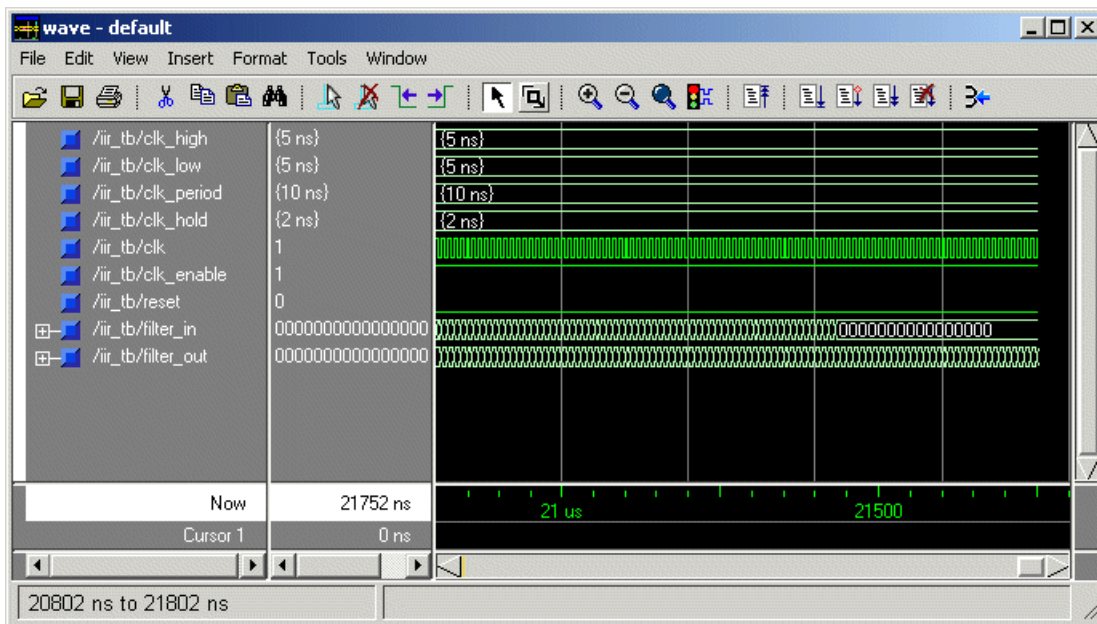 wave - default
File Edit View Insert Format Tools Window
/iir_tb/clk_high {5 ns} {5 ns}
/iir_tb/clk_low {5 ns} {5 ns}
/iir_tb/clk_period {10 ns} {10 ns}
/iir_tb/clk_hold {2 ns} {2 ns}
/iir_tb/clk 1
/iir_tb/clk_enable 1
/iir_tb/reset 0
/iir_tb/filter_in 0000000000000000 0000000000000000
/iir_tb/filter_out 0000000000000000
Now 21752 ns 21 us 21500
Cursor 1 0 ns
20802 ns to 21802 ns